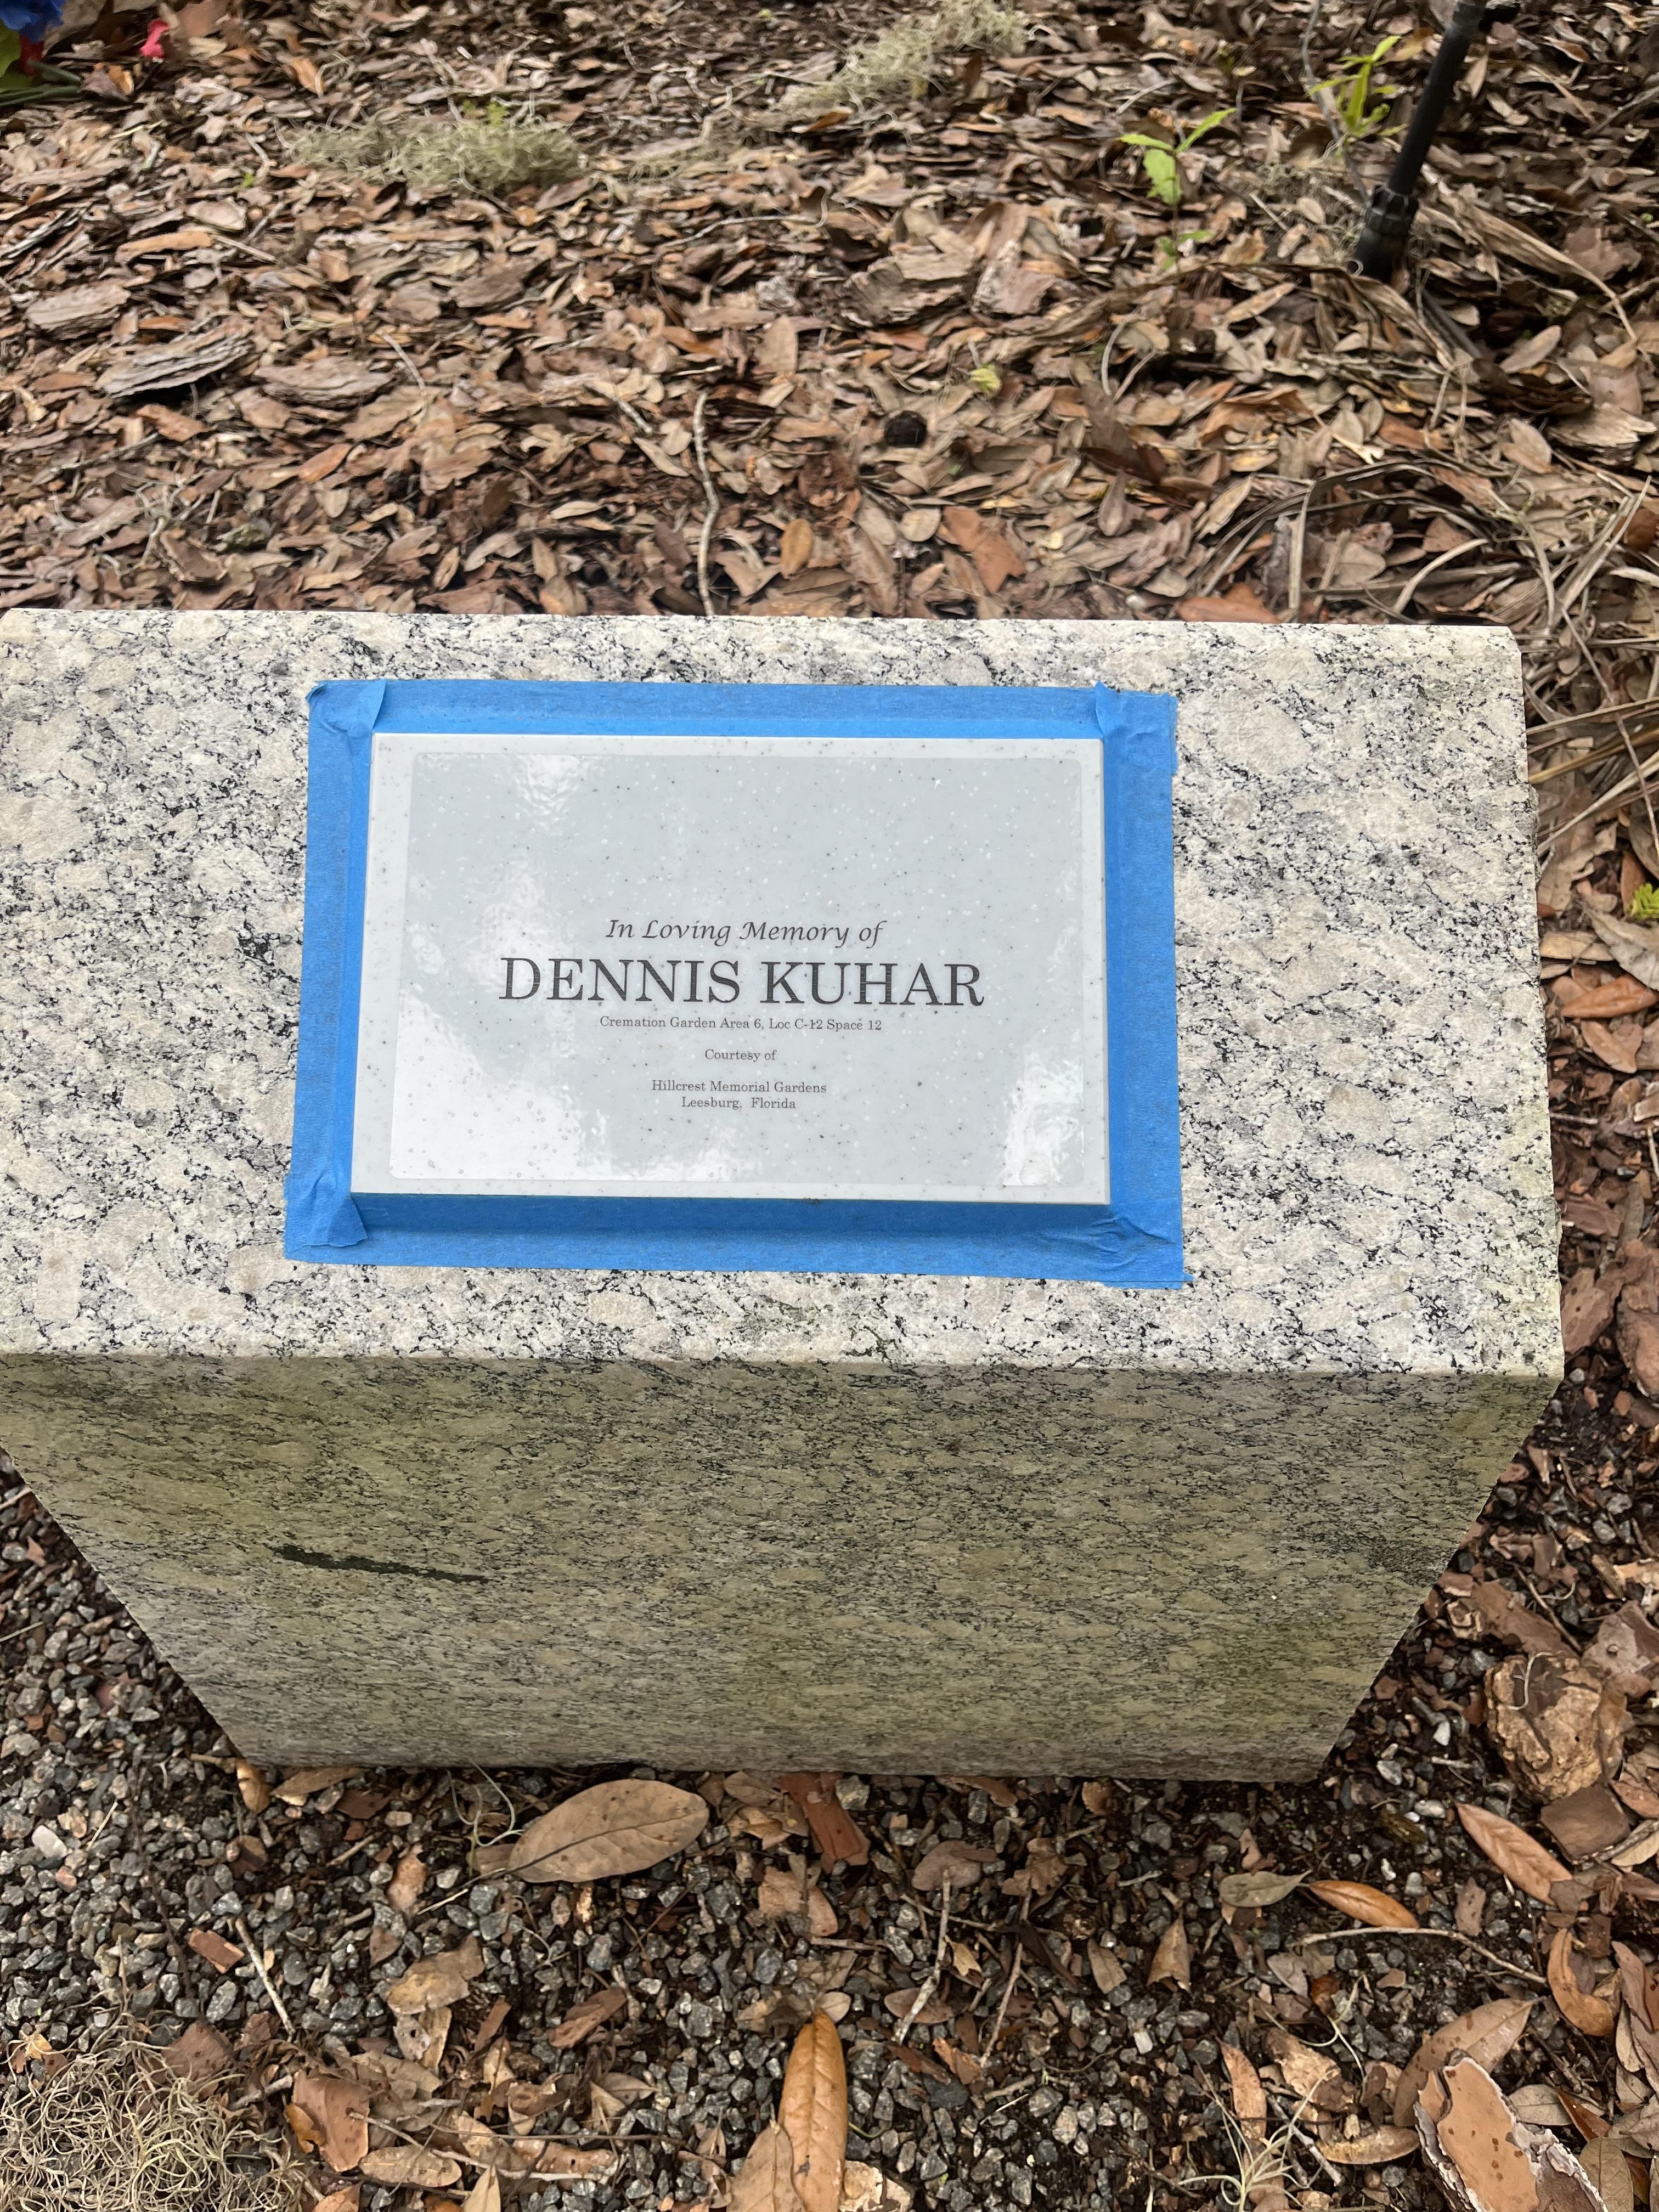 In Loving Memory of
DENNIS KUHAR
Cremation Garden Area 6, Loc C-12 Space 12
Courtesy of
Hillcrest Memorial Gardens
Leesburg, Florida